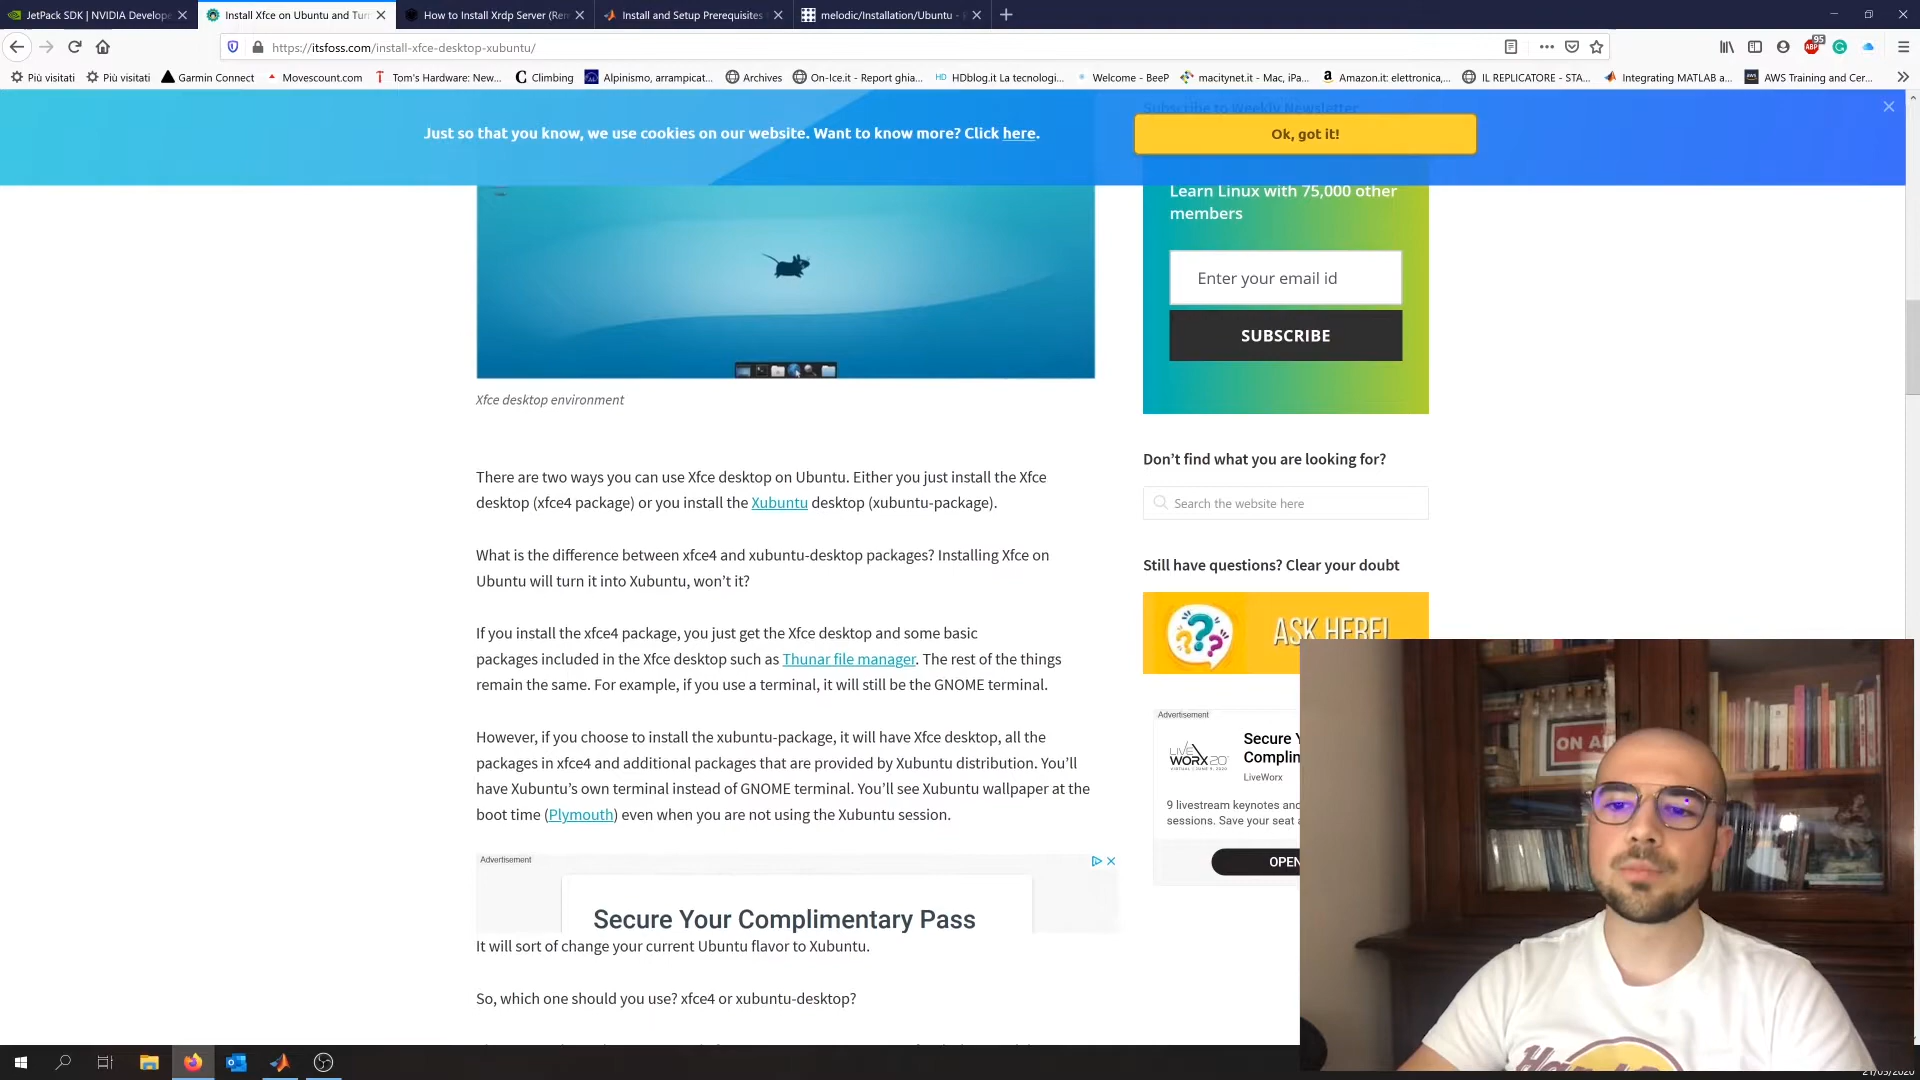 JetPack SDK | NVIDIA Develope
Install Xfce on Ubuntu and Tur
How to Install Xrdp Server (Rem
Install and Setup Prerequisites
melodic/Installation/Ubuntu -
https://itsfoss.com/install-xfce-desktop-xubuntu/
ABP
95
Più visitati
Più visitati
Garmin Connect
Movescount.com
Tom's Hardware: New...
Climbing
Alpinismo, arrampicat...
Archives
On-Ice.it - Report ghia...
HDblog.it La tecnologi...
Welcome - BeeP
macitynet.it - Mac, iPa...
Amazon.it: elettronica,...
IL REPLICATORE - STA...
Integrating MATLAB a...
AWS Training and Cer...
Subscribe to Weekly Newsletter
Just so that you know, we use cookies on our website. Want to know more? Click here.
Ok, got it!
Learn Linux with 75,000 other
members
Enter your email id
SUBSCRIBE
Xfce desktop environment
There are two ways you can use Xfce desktop on Ubuntu. Either you just install the Xfce
desktop (xfce4 package) or you install the Xubuntu desktop (xubuntu-package).
What is the difference between xfce4 and xubuntu-desktop packages? Installing Xfce on
Ubuntu will turn it into Xubuntu, won't it?
If you install the xfce4 package, you just get the Xfce desktop and some basic
packages included in the Xfce desktop such as Thunar file manager. The rest of the things
remain the same. For example, if you use a terminal, it will still be the GNOME terminal.
However, if you choose to install the xubuntu-package, it will have Xfce desktop, all the
packages in xfce4 and additional packages that are provided by Xubuntu distribution. You'll
have Xubuntu's own terminal instead of GNOME terminal. You'll see Xubuntu wallpaper at the
boot time (Plymouth) even when you are not using the Xubuntu session.
Advertisement
Secure Your Complimentary Pass
It will sort of change your current Ubuntu flavor to Xubuntu.
So, which one should you use? xfce4 or xubuntu-desktop?
Don't find what you are looking for?
Search the website here
Still have questions? Clear your doubt
ASK HERE!
Advertisement
LIVE
WORX20
Secure Y
Complin
LiveWorx
9 livestream keynotes and
sessions. Save your seat a
OPEN
ON AI
21/05/2020